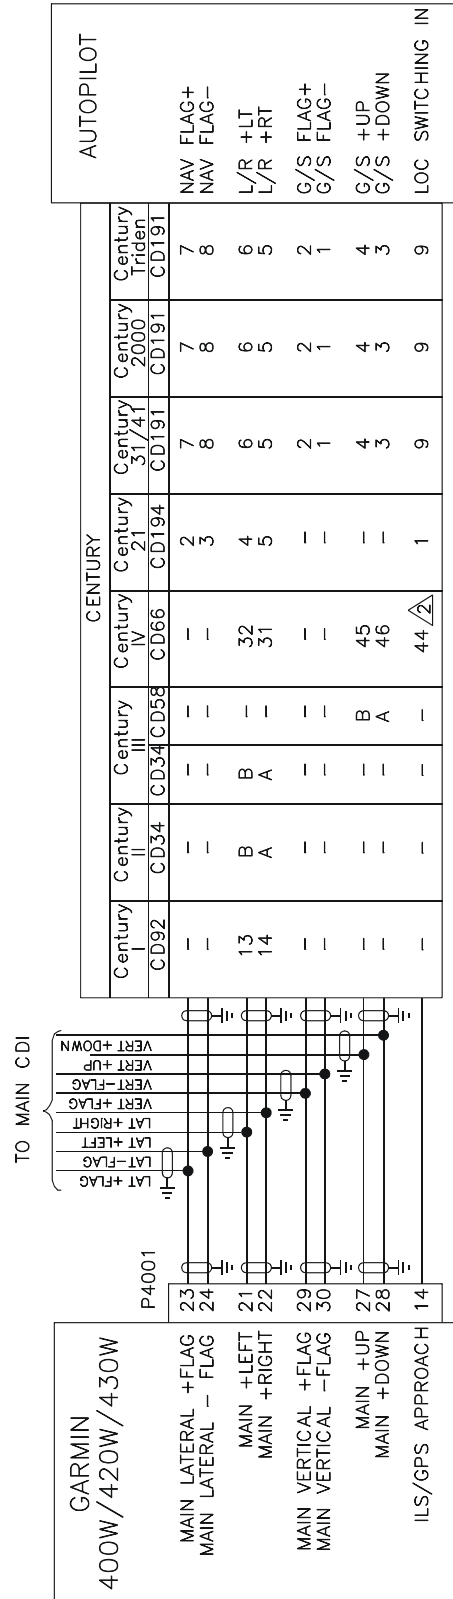 GARMIN
400W/420W/430W
P4001
MAIN LATERAL +FLAG 23
MAIN LATERAL - FLAG 24
MAIN +LEFT 21
MAIN +RIGHT 22
MAIN VERTICAL +FLAG 29
MAIN VERTICAL -FLAG 30
MAIN +UP 27
MAIN +DOWN 28
ILS/GPS APPROACH 14
TO MAIN CDI
LAT +FLAG
LAT-FLAG
LAT +LEFT
LAT +RIGHT
VERT +FLAG
VERT-FLAG
VERT +UP
VERT +DOWN
CENTURY
AUTOPILOT
Century I Century II Century III Century IV Century 21 Century 31/41 Century 2000 Century Triden
CD92 CD34 CD34 CD58 CD66 CD194 CD191 CD191 CD191
- - - - - 2 7 7 7 NAV FLAG+
- - - - - 3 8 8 8 NAV FLAG-
13 B B - 32 4 6 6 6 L/R +LT
14 A A - 31 5 5 5 5 L/R +RT
- - - - - - 2 2 2 G/S FLAG+
- - - - - - 1 1 1 G/S FLAG-
- - - B 45 - 4 4 4 G/S +UP
- - - A 46 - 3 3 3 G/S +DOWN
- - - - 44 2 1 9 9 9 LOC SWITCHING IN